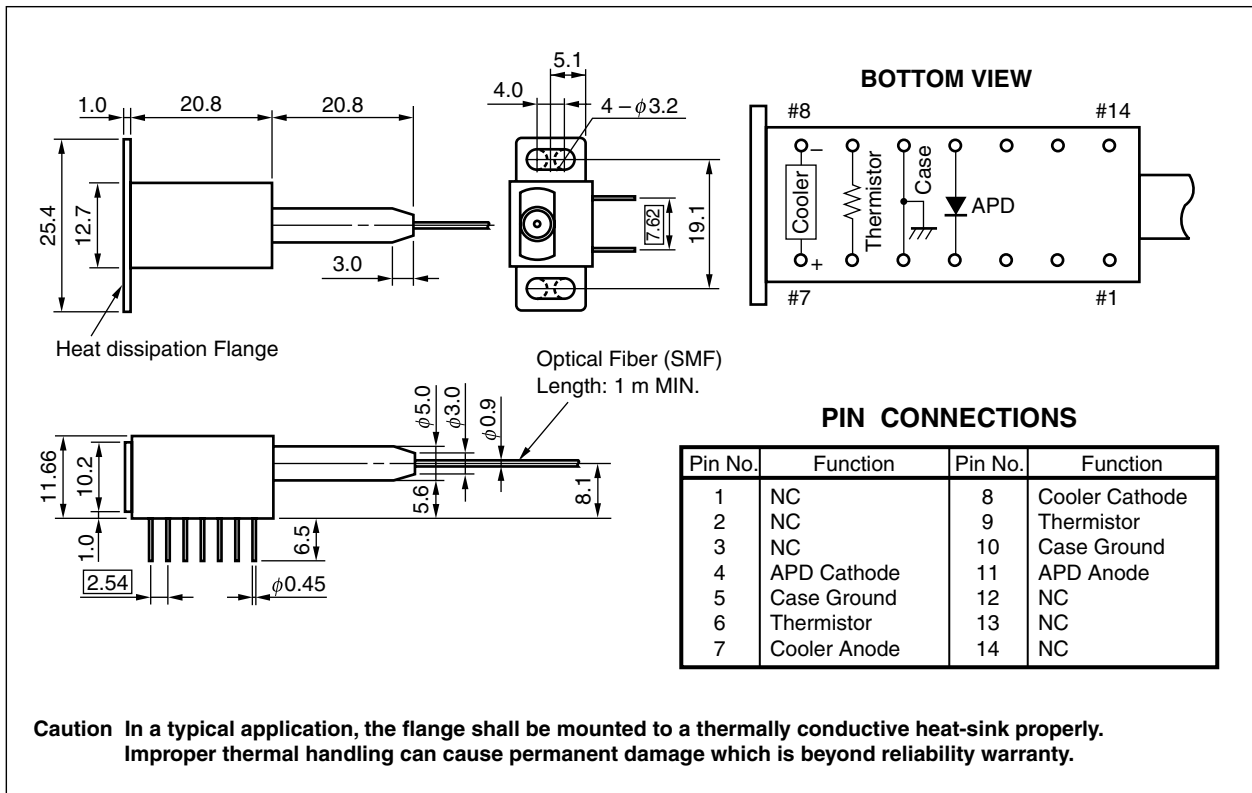 1.0
20.8
20.8
25.4
12.7
3.0
Heat dissipation Flange
5.1
4.0
4 – φ3.2
7.62
19.1
BOTTOM VIEW
#8
#14
–
Cooler
+
Thermistor
Case
APD
#7
#1
Optical Fiber (SMF)
Length: 1 m MIN.
11.66
10.2
1.0
2.54
φ0.45
6.5
φ5.0
φ3.0
φ0.9
5.6
8.1
PIN CONNECTIONS
Pin No. Function Pin No. Function
1 NC 8 Cooler Cathode
2 NC 9 Thermistor
3 NC 10 Case Ground
4 APD Cathode 11 APD Anode
5 Case Ground 12 NC
6 Thermistor 13 NC
7 Cooler Anode 14 NC
Caution In a typical application, the flange shall be mounted to a thermally conductive heat-sink properly.
Improper thermal handling can cause permanent damage which is beyond reliability warranty.